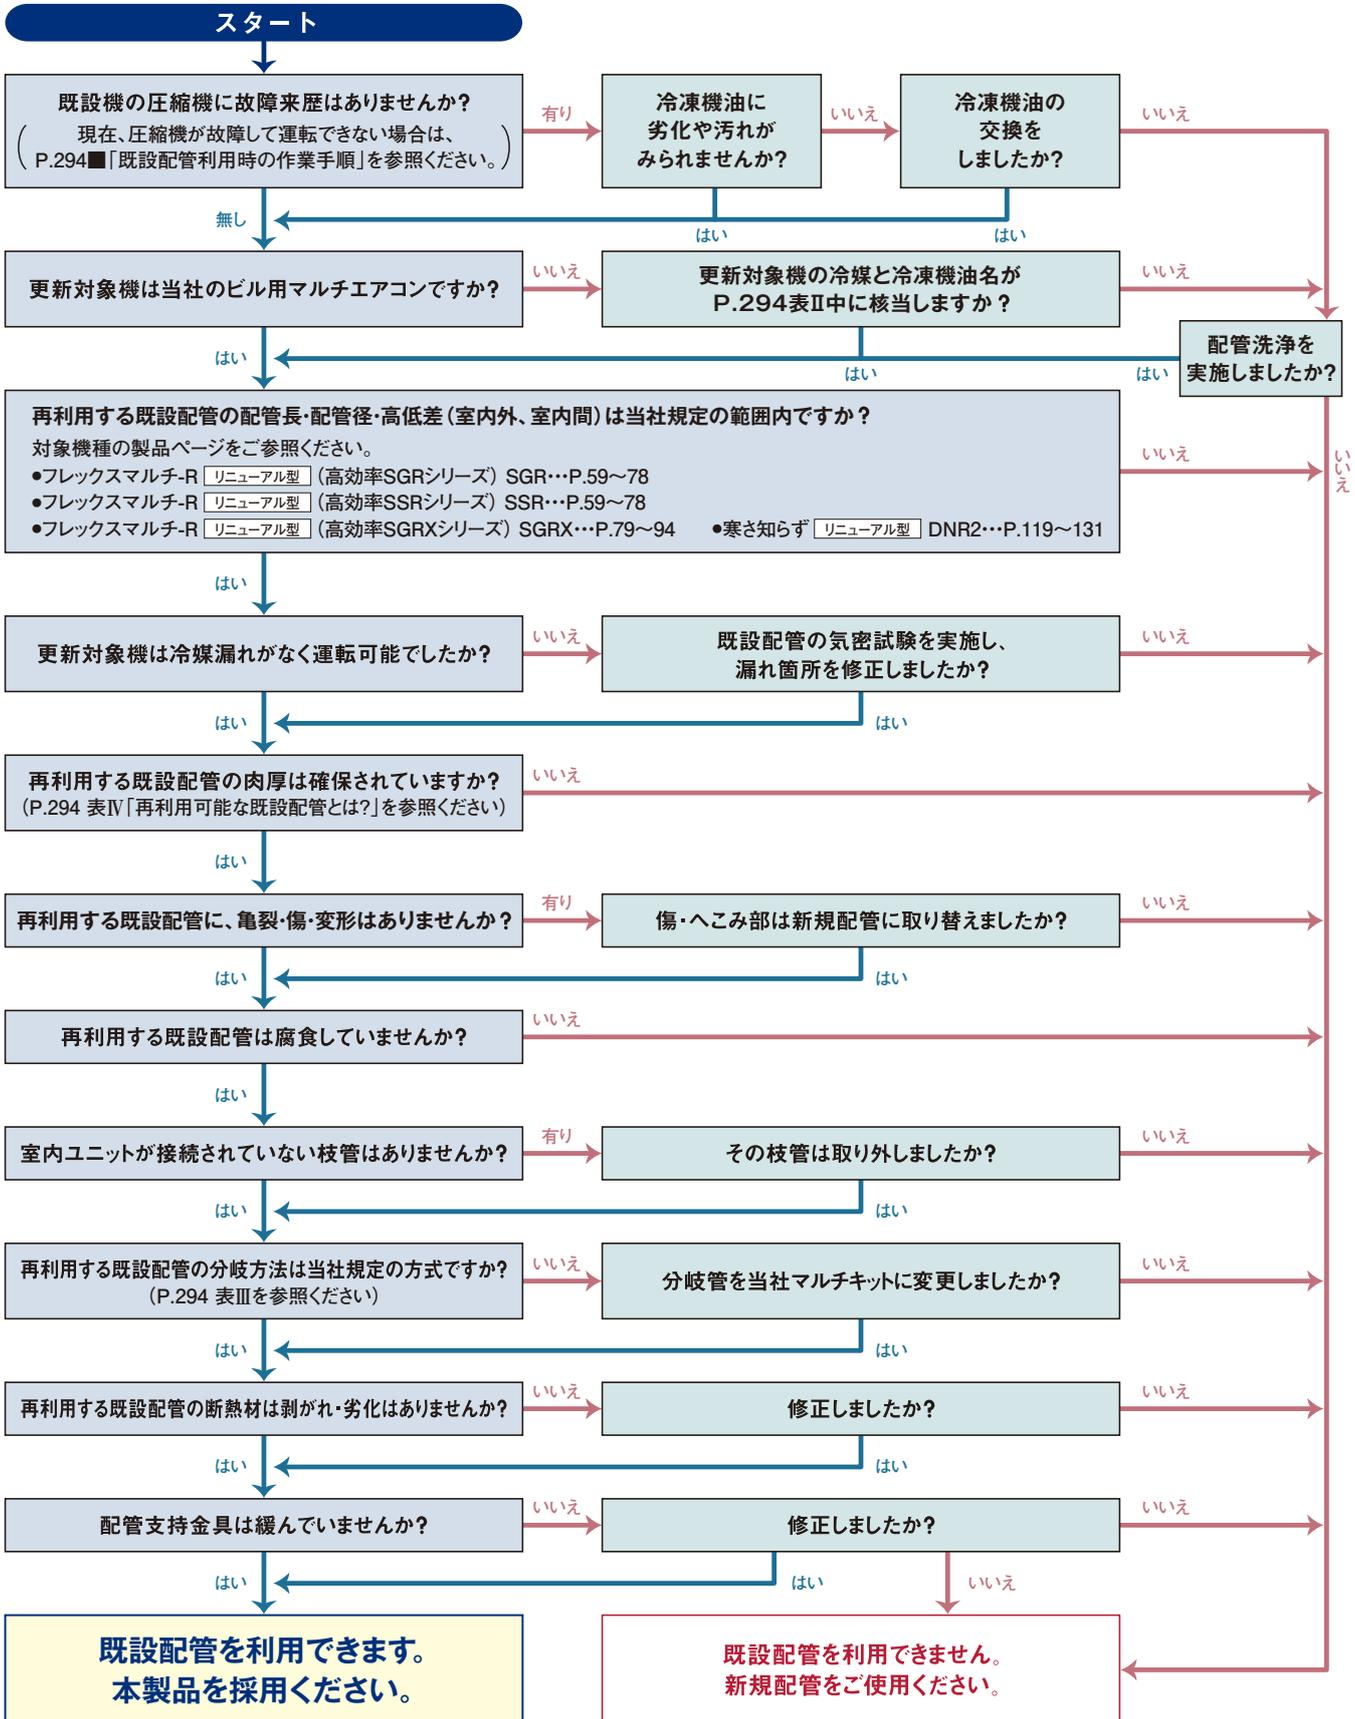 スタート
既設機の圧縮機に故障来歴はありませんか?
現在、圧縮機が故障して運転できない場合は、
P.294■「既設配管利用時の作業手順」を参照ください。
有り
冷凍機油に
劣化や汚れが
みられませんか?
いいえ
冷凍機油の
交換を
しましたか?
いいえ
無し
はい
はい
更新対象機は当社のビル用マルチエアコンですか?
いいえ
更新対象機の冷媒と冷凍機油名が
P.294表Ⅱ中に核当しますか?
いいえ
配管洗浄を
実施しましたか?
はい
はい
はい
いいえ
再利用する既設配管の配管長・配管径・高低差(室内外、室内間)は当社規定の範囲内ですか?
対象機種の製品ページをご参照ください。
●フレックスマルチ-R リニューアル型 (高効率SGRシリーズ) SGR…P.59〜78
●フレックスマルチ-R リニューアル型 (高効率SSRシリーズ) SSR…P.59〜78
●フレックスマルチ-R リニューアル型 (高効率SGRXシリーズ) SGRX…P.79〜94 ●寒さ知らず リニューアル型 DNR2…P.119〜131
いいえ
はい
更新対象機は冷媒漏れがなく運転可能でしたか?
いいえ
既設配管の気密試験を実施し、
漏れ箇所を修正しましたか?
いいえ
はい
はい
再利用する既設配管の肉厚は確保されていますか?
(P.294 表Ⅳ「再利用可能な既設配管とは?」を参照ください)
いいえ
はい
再利用する既設配管に、亀裂・傷・変形はありませんか?
有り
傷・へこみ部は新規配管に取り替えましたか?
いいえ
はい
はい
再利用する既設配管は腐食していませんか?
いいえ
はい
室内ユニットが接続されていない枝管はありませんか?
有り
その枝管は取り外しましたか?
いいえ
はい
はい
再利用する既設配管の分岐方法は当社規定の方式ですか?
(P.294 表Ⅲを参照ください)
いいえ
分岐管を当社マルチキットに変更しましたか?
いいえ
はい
はい
再利用する既設配管の断熱材は剥がれ・劣化はありませんか?
いいえ
修正しましたか?
いいえ
はい
はい
配管支持金具は緩んでいませんか?
いいえ
修正しましたか?
いいえ
はい
はい
いいえ
既設配管を利用できます。
本製品を採用ください。
既設配管を利用できません。
新規配管をご使用ください。